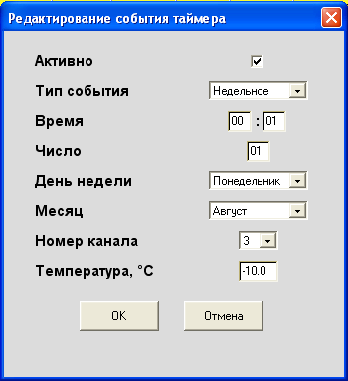 Редактирование события таймера
Активно
Тип события Недельнсе
Время 00 : 01
Число 01
День недели Понедельник
Месяц Август
Номер канала 3
Температура, °С -10.0
OK Отмена